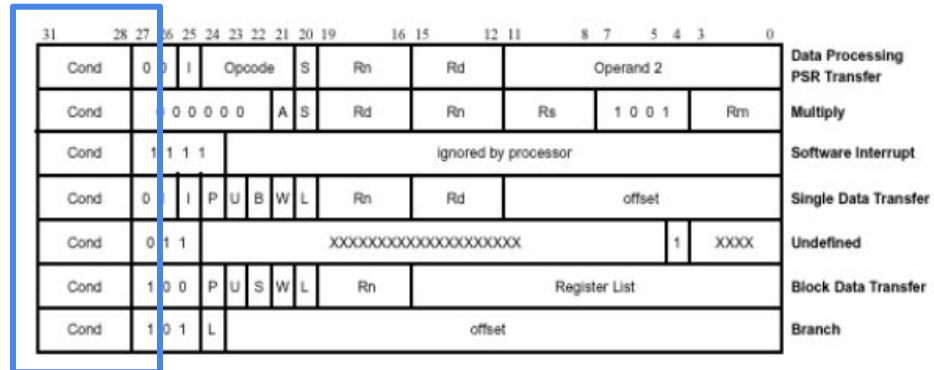 31 28 27 26 25 24 23 22 21 20 19 16 15 12 11 8 7 5 4 3 0
Cond 0 0 I Opcode S Rn Rd Operand 2 Data Processing
PSR Transfer
Cond 0 0 0 0 0 0 A S Rd Rn Rs 1 0 0 1 Rm Multiply
Cond 1 1 1 1 ignored by processor Software Interrupt
Cond 0 1 I P U B W L Rn Rd offset Single Data Transfer
Cond 0 1 1 XXXXXXXXXXXXXXXXXXXX 1 XXXX Undefined
Cond 1 0 0 P U S W L Rn Register List Block Data Transfer
Cond 1 0 1 L offset Branch